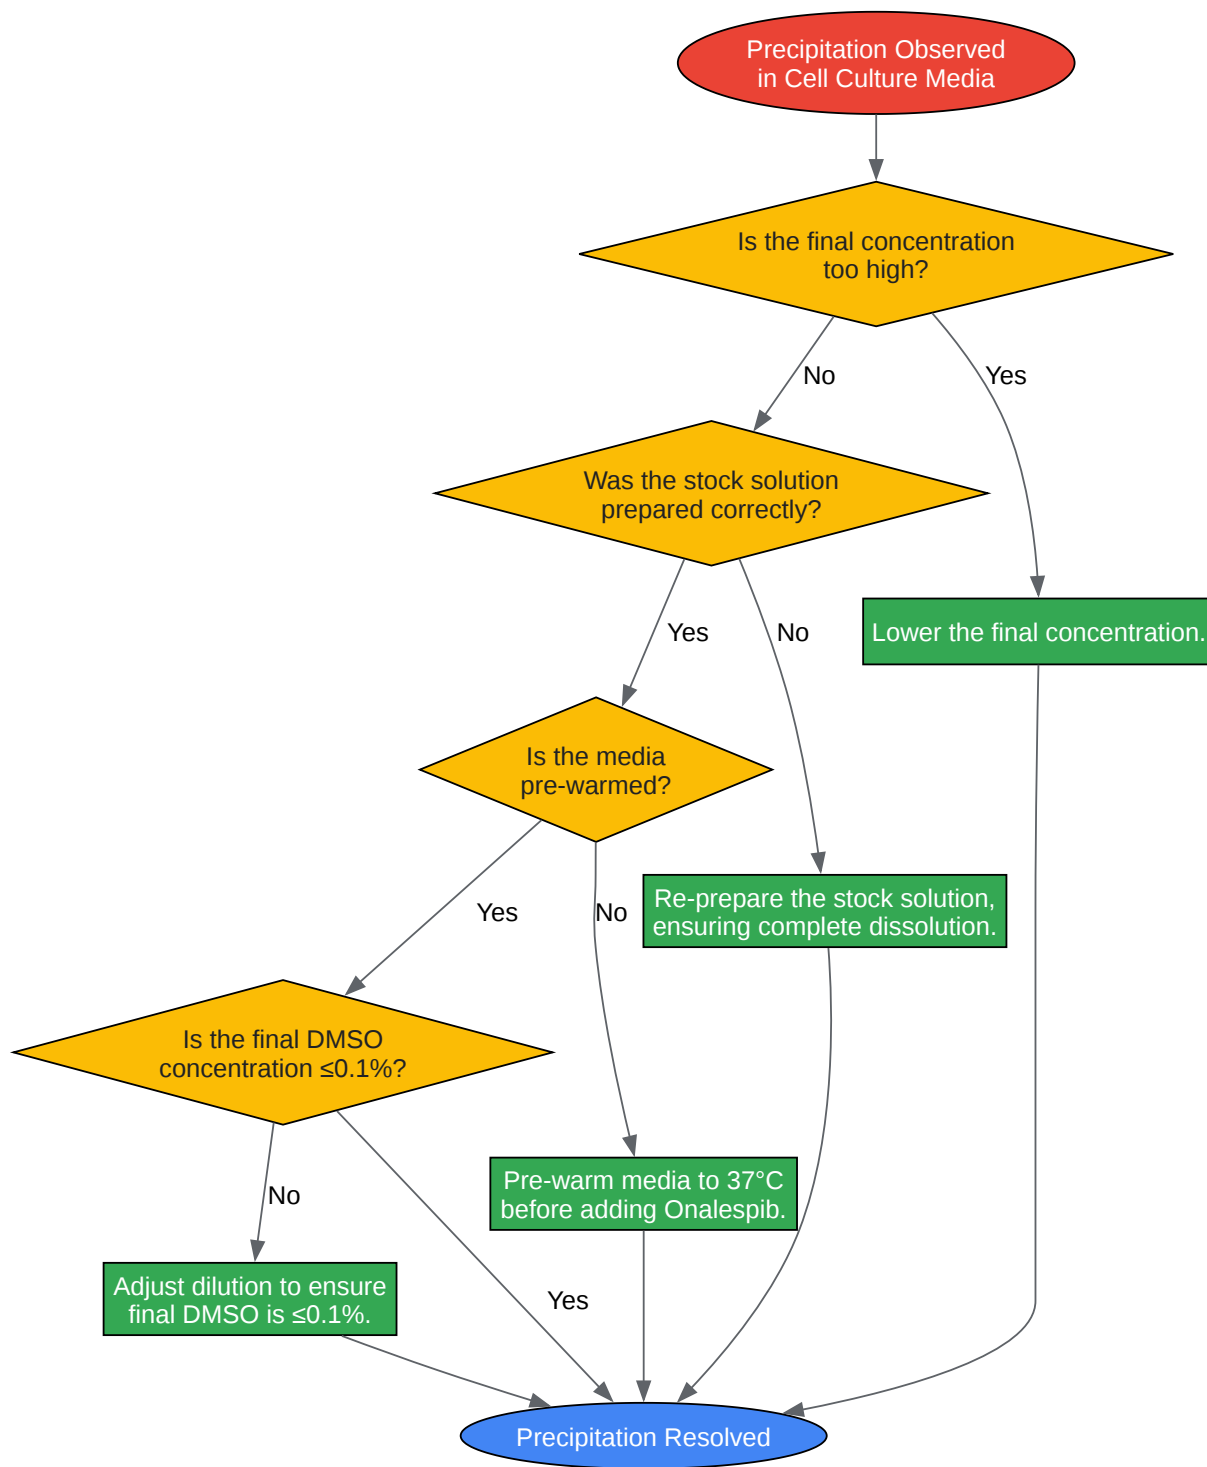 Precipitation Observed
in Cell Culture Media
Is the final concentration
too high?
No
Yes
Was the stock solution
prepared correctly?
Yes
No
Lower the final concentration.
Is the media
pre-warmed?
Yes
No
Re-prepare the stock solution,
ensuring complete dissolution.
Is the final DMSO
concentration ≤0.1%?
No
Yes
Pre-warm media to 37°C
before adding Onalespib.
Adjust dilution to ensure
final DMSO is ≤0.1%.
Precipitation Resolved